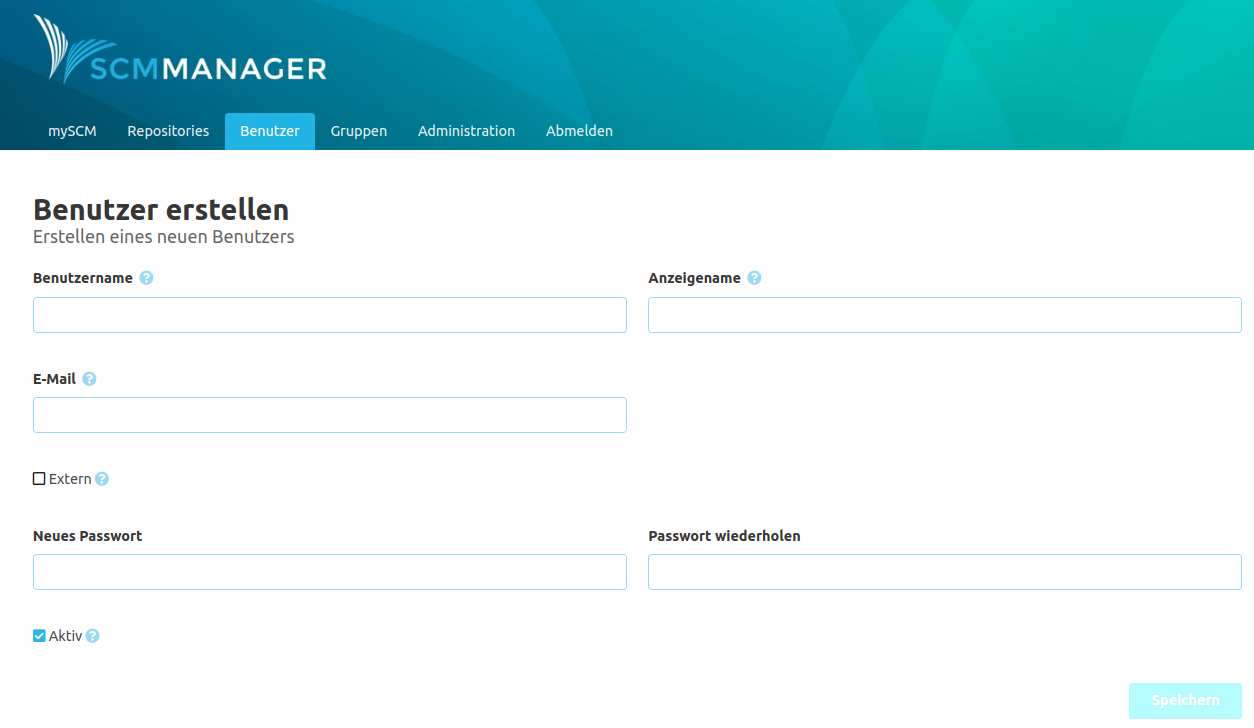 SCMMANAGER
mySCM Repositories Benutzer Gruppen Administration Abmelden
Benutzer erstellen
Erstellen eines neuen Benutzers
Benutzername ? Anzeigename ?
E-Mail ?
Extern ?
Neues Passwort Passwort wiederholen
Aktiv ?
Speichern